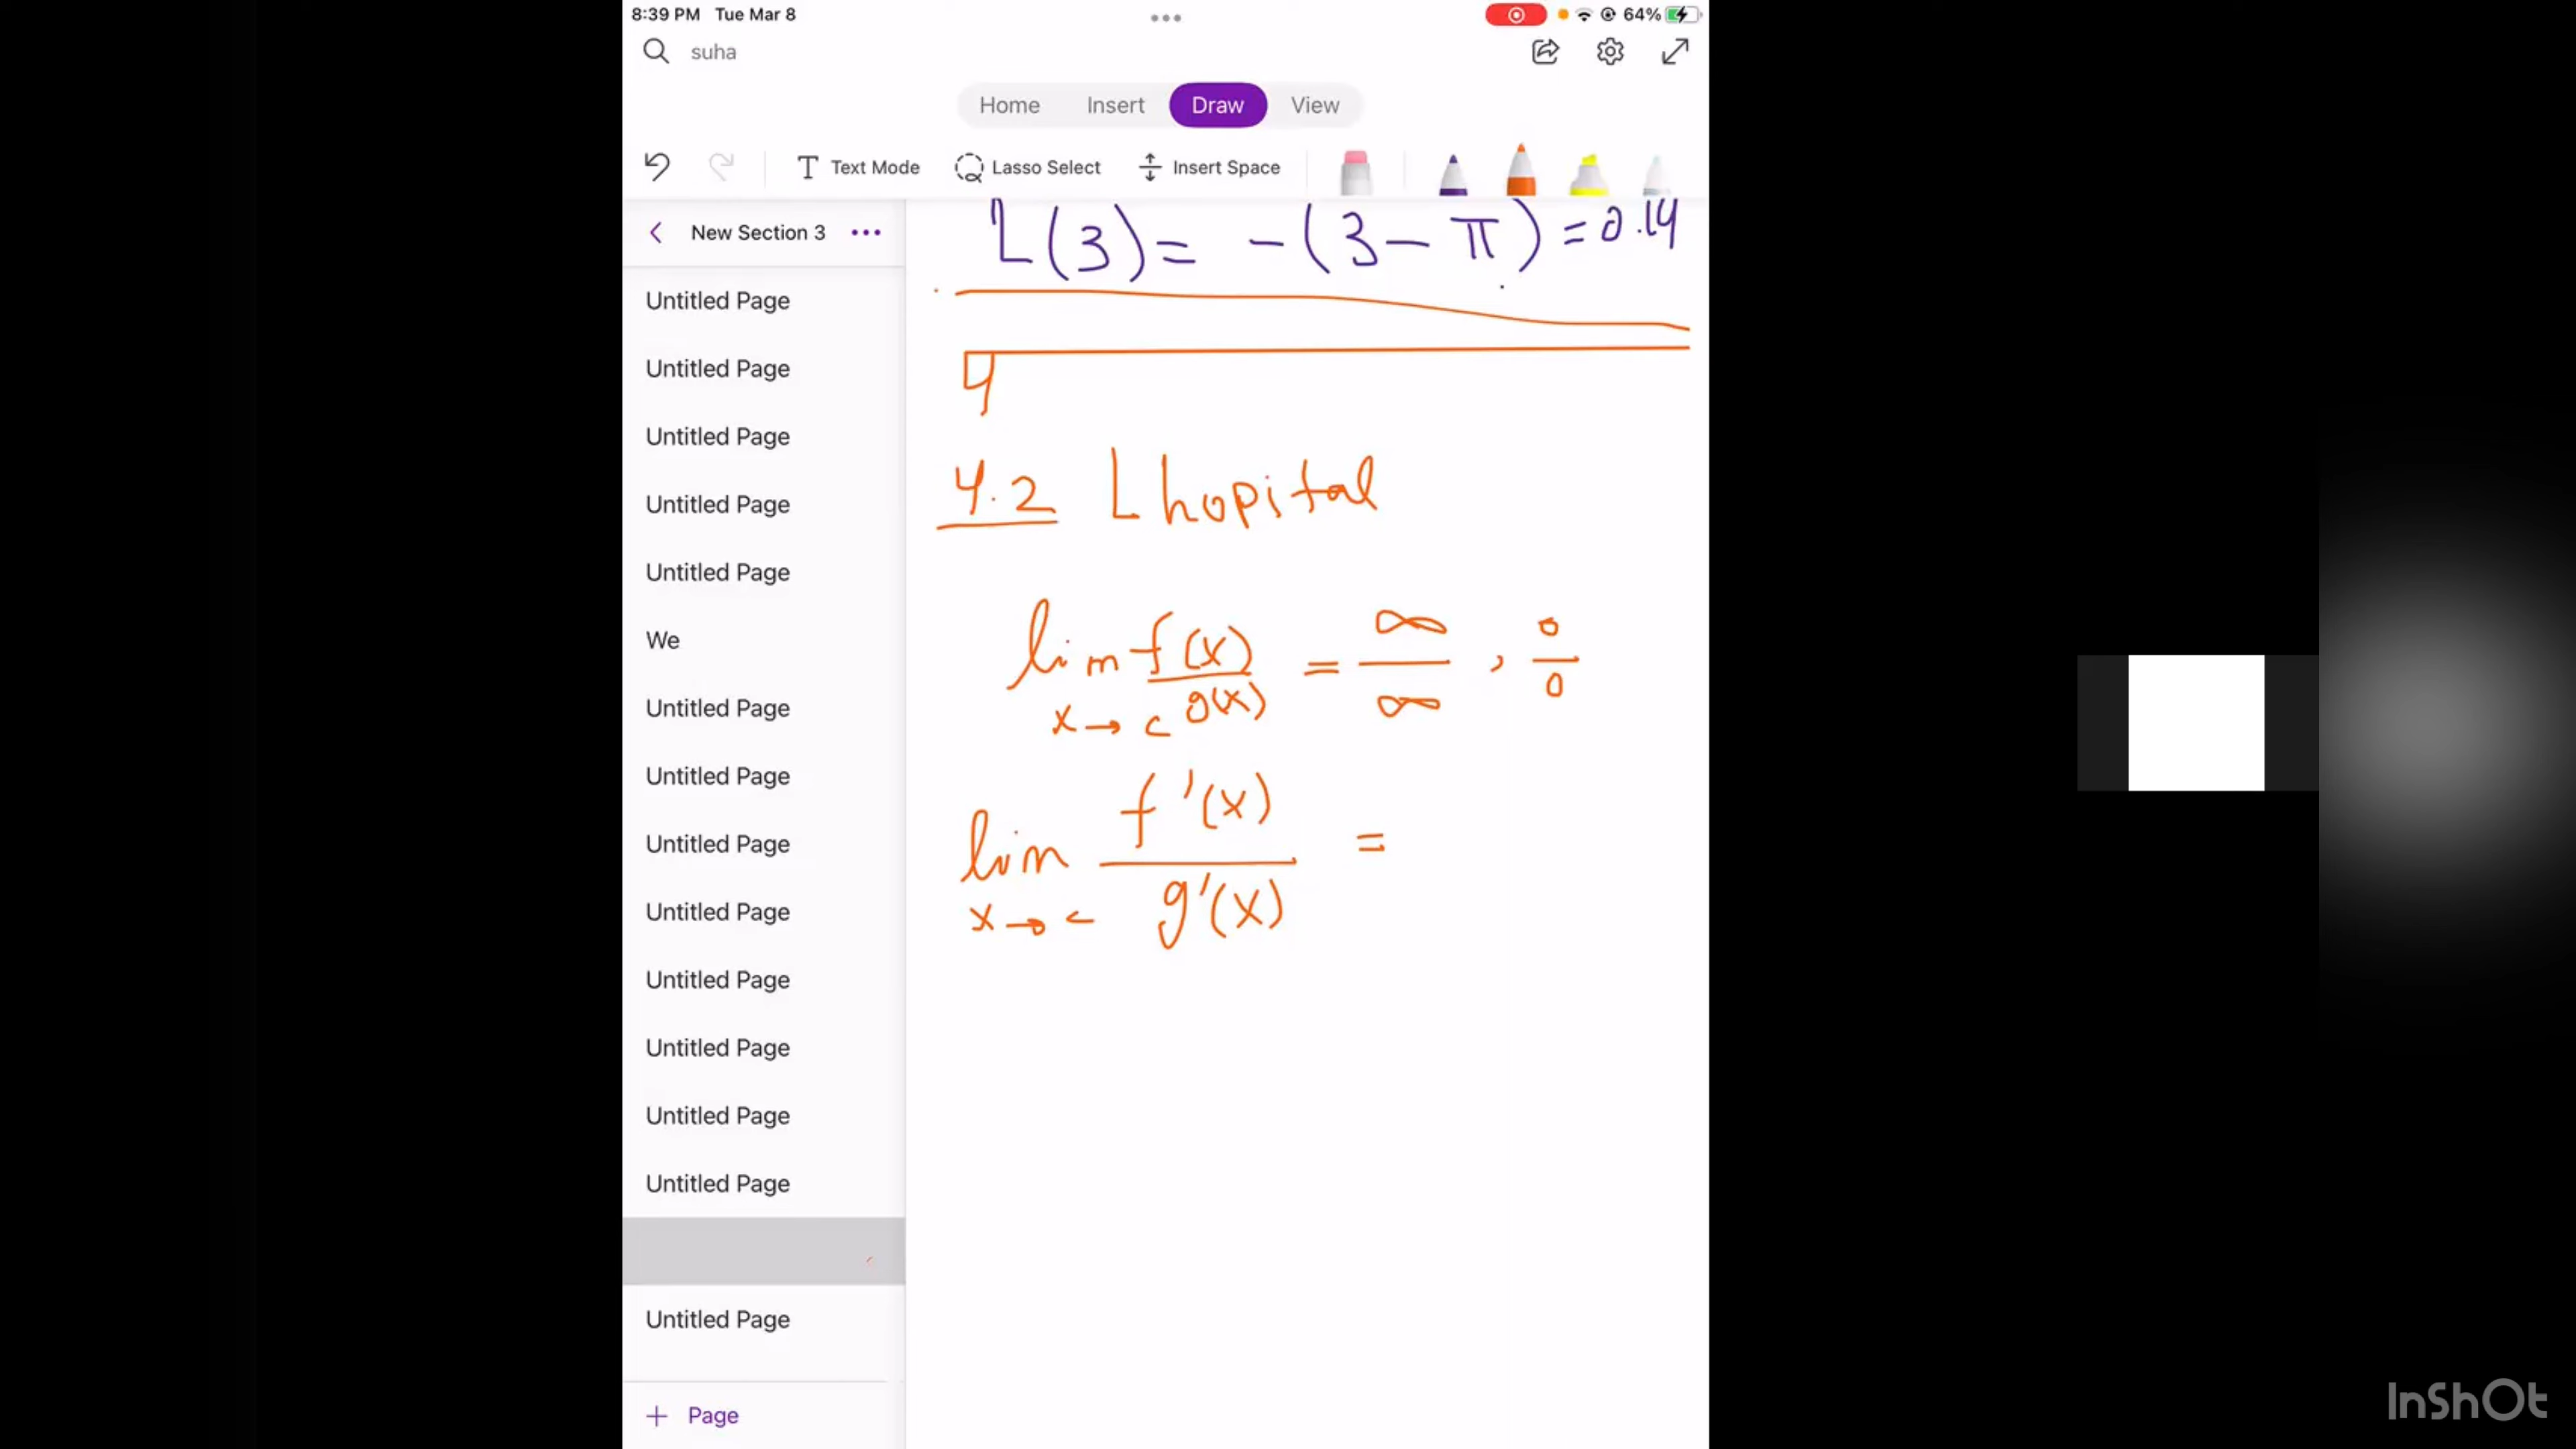 8:39 PM Tue Mar 8
64%
suha
Home Insert Draw View
Text Mode Lasso Select Insert Space
New Section 3
Untitled Page
Untitled Page
Untitled Page
Untitled Page
Untitled Page
We
Untitled Page
Untitled Page
Untitled Page
Untitled Page
Untitled Page
Untitled Page
Untitled Page
Untitled Page
Untitled Page
+ Page
L(3) = -(3-π) = 0.14
4
4.2 Lhopital
lim f(x)/g(x) = ∞/∞ , 0/0
x→c
lim f'(x)/g'(x) =
x→c
InShOt